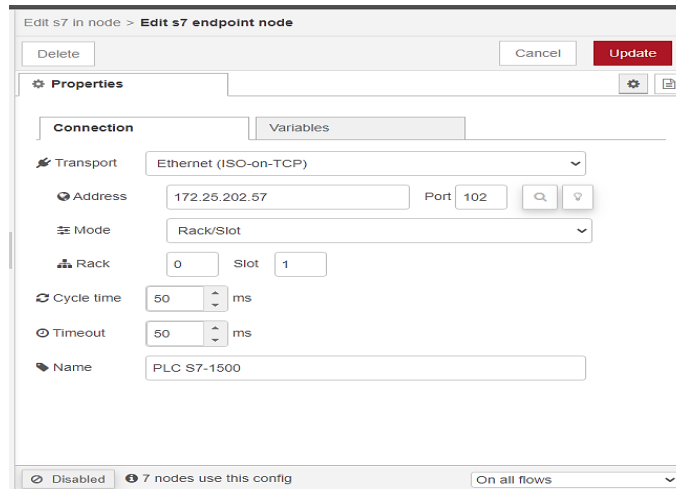 Edit s7 in node > Edit s7 endpoint node
Delete Cancel Update
Properties
Connection Variables
Transport Ethernet (ISO-on-TCP)
Address 172.25.202.57 Port 102
Mode Rack/Slot
Rack 0 Slot 1
Cycle time 50 ms
Timeout 50 ms
Name PLC S7-1500
Disabled 7 nodes use this config On all flows